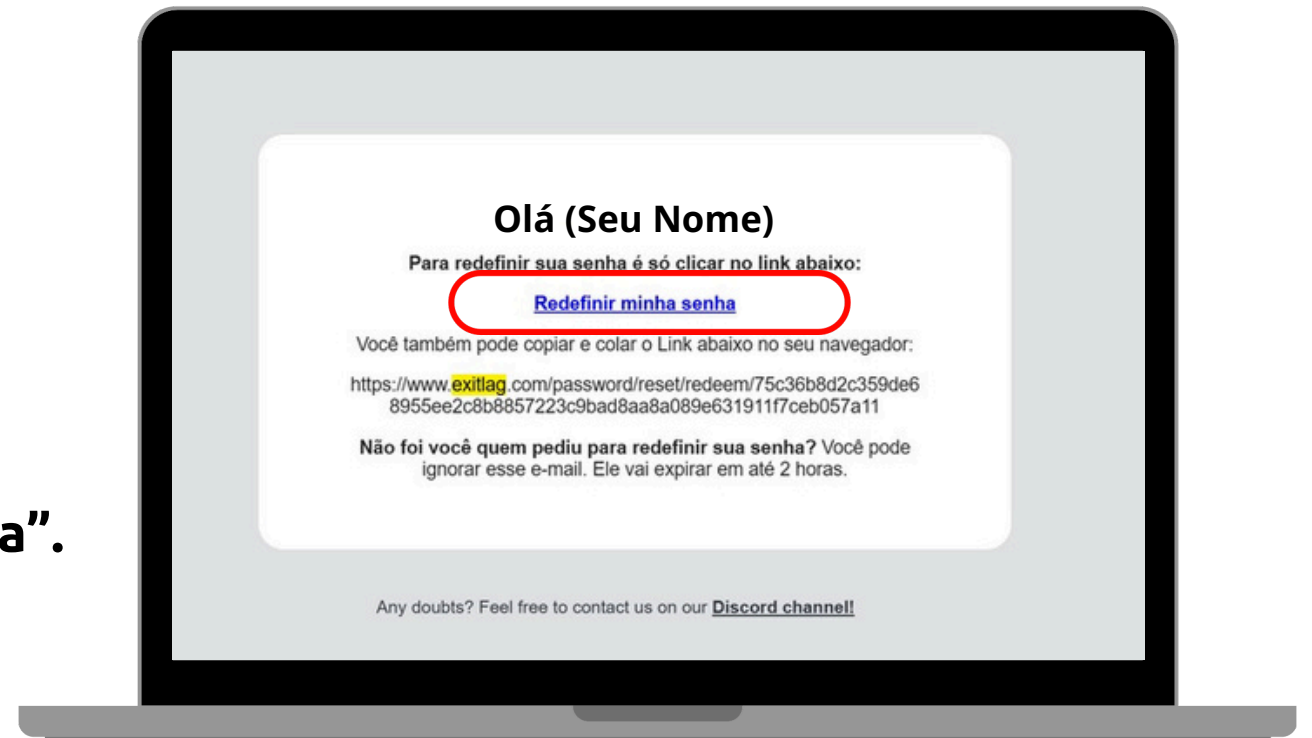 Olá (Seu Nome)
Para redefinir sua senha é só clicar no link abaixo:
Redefinir minha senha
Você também pode copiar e colar o Link abaixo no seu navegador:
https://www.exitlag.com/password/reset/redeem/75c36b8d2c359de6
8955ee2c8b8857223c9bad8aa8a089e631911f7ceb057a11
Não foi você quem pediu para redefinir sua senha? Você pode
ignorar esse e-mail. Ele vai expirar em até 2 horas.
a”.
Any doubts? Feel free to contact us on our Discord channel!